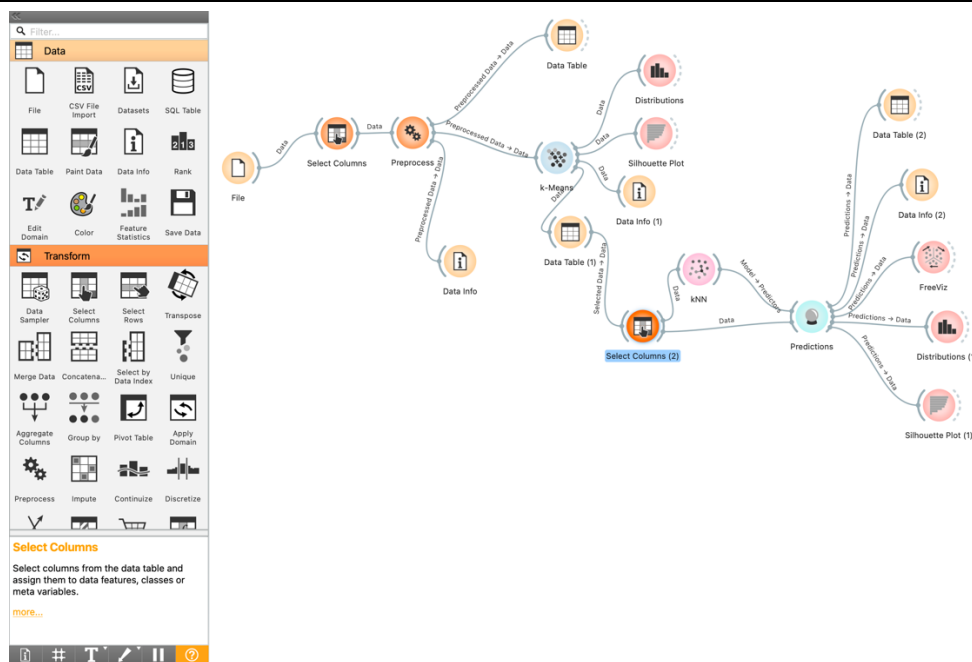 Filter...
Data
File
CSV File
Import
Datasets
SQL Table
Data Table
Paint Data
Data Info
Rank
Edit
Domain
Color
Feature
Statistics
Save Data
Transform
Data
Sampler
Select
Columns
Select
Rows
Transpose
Merge Data
Concatena...
Select by
Data Index
Unique
Aggregate
Columns
Group by
Pivot Table
Apply
Domain
Preprocess
Impute
Continuize
Discretize
Select Columns
Select columns from the data table and
assign them to data features, classes or
meta variables.
more...
File
Data
Select Columns
Data
Preprocess
Preprocessed Data → Data
Data Table
Preprocessed Data → Data
Preprocessed Data → Data
Data Info
k-Means
Data
Distributions
Data
Silhouette Plot
Data
Data Info (1)
Data
Data Table (1)
Selected Data → Data
Select Columns (2)
Data
kNN
Model → Predictors
Data
Predictions
Predictions → Data
Data Table (2)
Predictions → Data
Data Info (2)
Predictions → Data
FreeViz
Predictions → Data
Distributions (
Predictions → Data
Silhouette Plot (1)